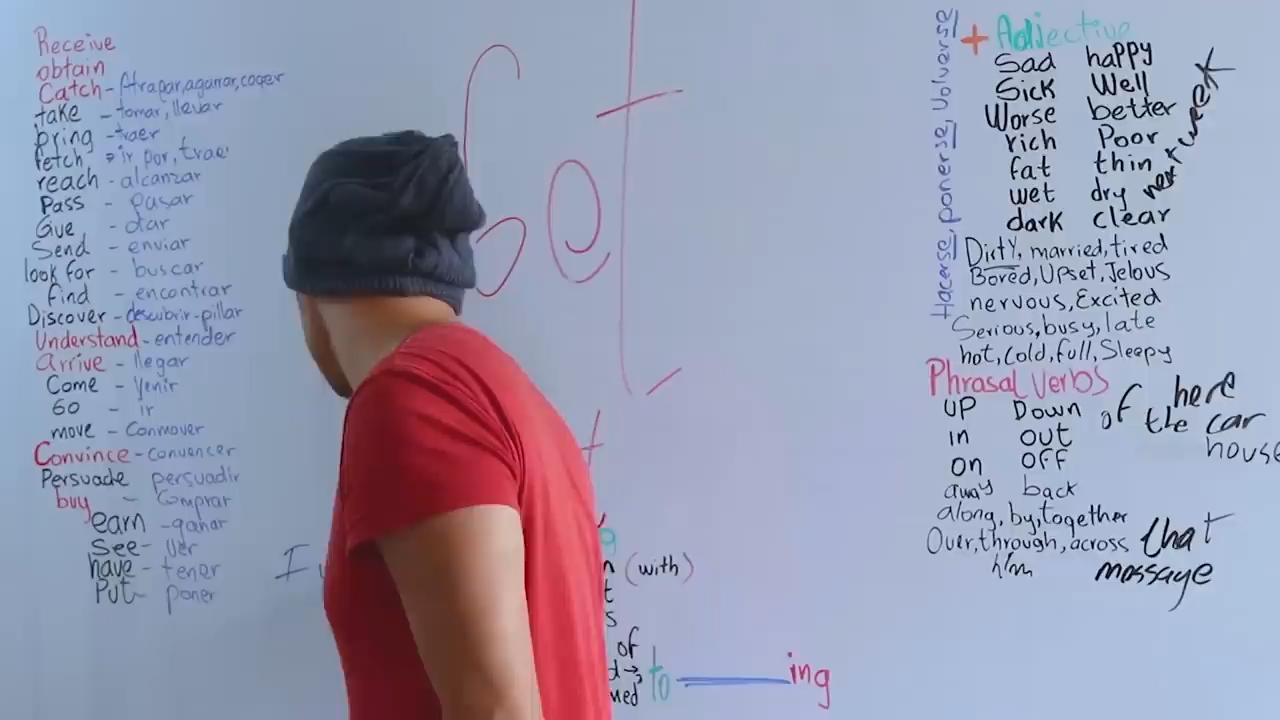 Receive
obtain
Catch - Atrapar, agarrar, coger
take - tomar, llevar
bring - traer
fetch - ir por, traer
reach - alcanzar
Pass - pasar
Give - dar
Send - enviar
look for - buscar
find - encontrar
Discover - descubrir - pillar
Understand - entender
Arrive - llegar
Come - venir
Go - ir
move - Conmover
Convince - convencer
Persuade persuadir
buy - Comprar
earn - ganar
See - ver
have - tener
Put - poner
Get
I
(with)
of
to ing
Hacerse, ponerse, Volverse
+ Adjective
Sad happy
Sick Well
Worse better
rich Poor
fat thin
wet dry next week
dark clear
Dirty, married, tired
Bored, Upset, Jelous
nervous, Excited
Serious, busy, late
hot, Cold, full, Sleepy
Phrasal Verbs
UP Down
in out
on OFF
away back
along, by, together
Over, through, across
him
of here
the car
house
that
message